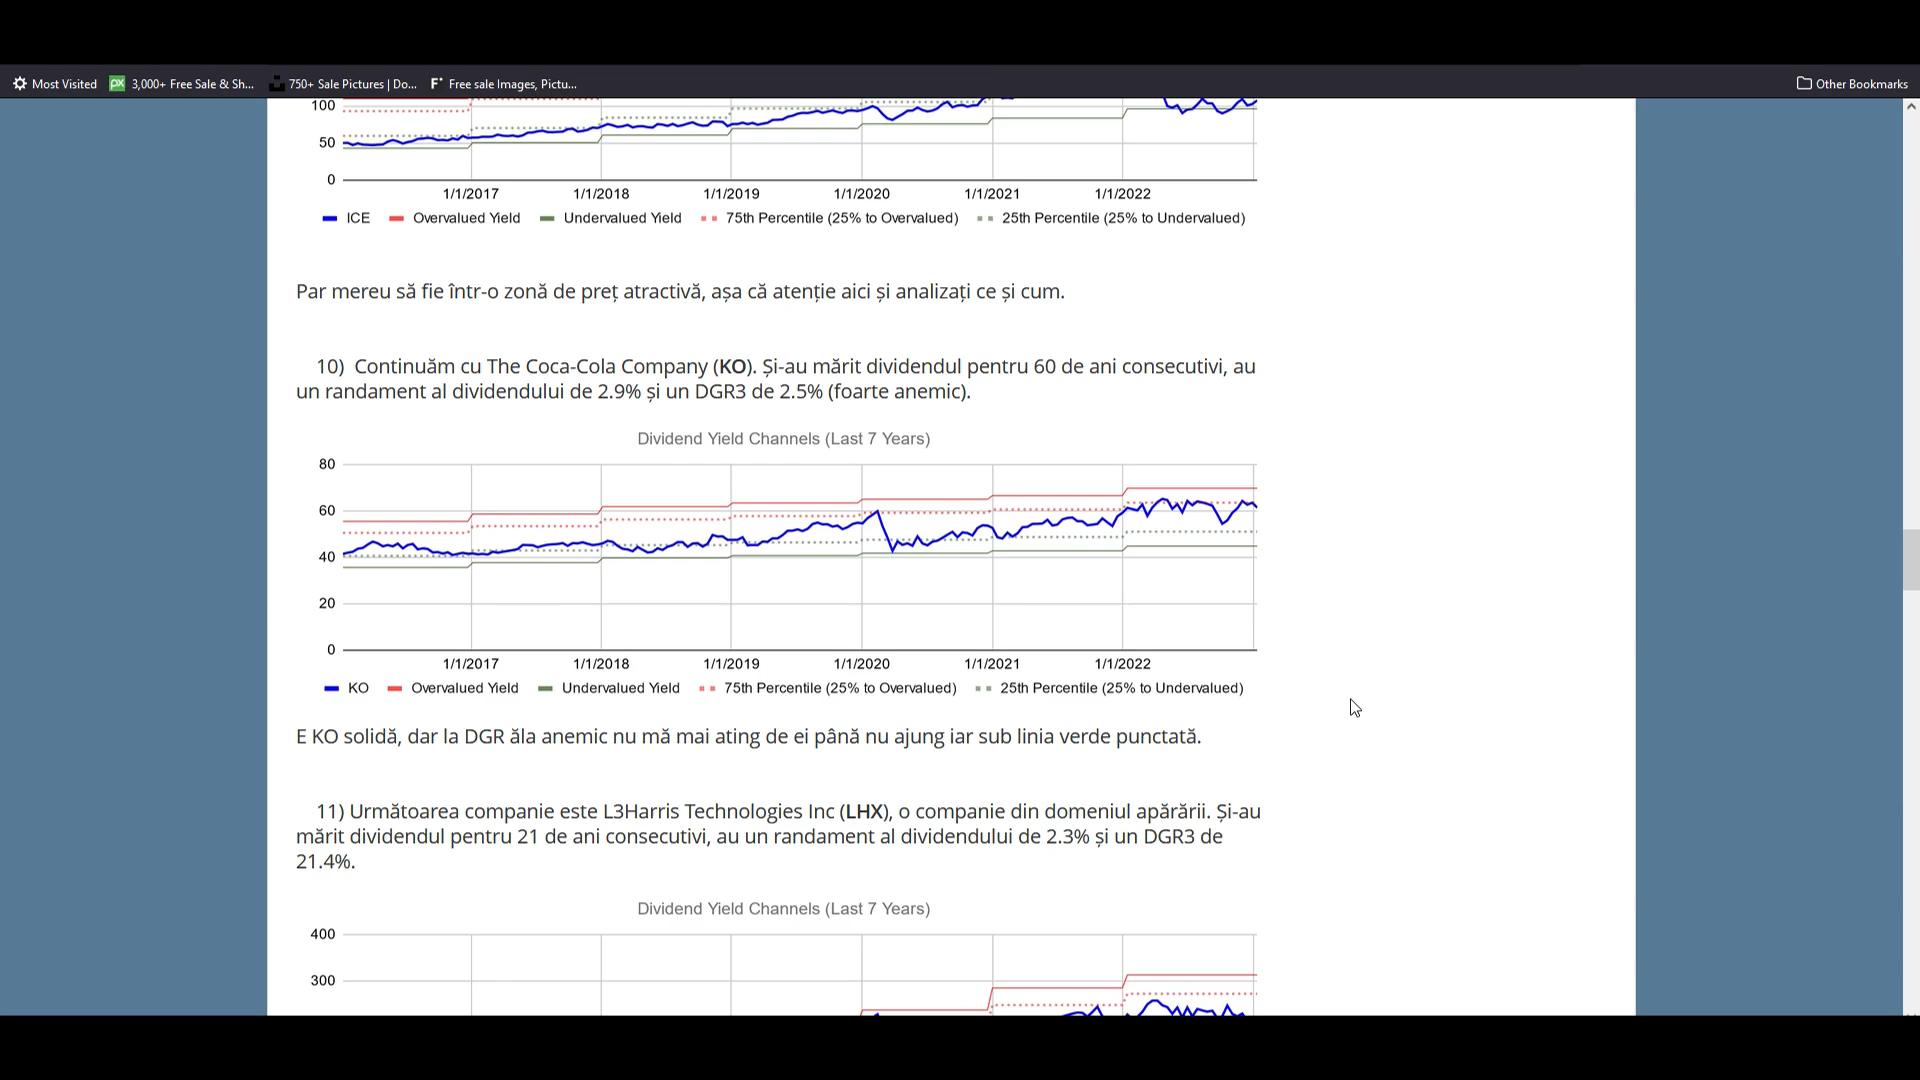 Most Visited 3,000+ Free Sale & Sh... 750+ Sale Pictures | Do... F* Free sale Images, Pictu... Other Bookmarks
100
50
0
1/1/2017 1/1/2018 1/1/2019 1/1/2020 1/1/2021 1/1/2022
ICE Overvalued Yield Undervalued Yield 75th Percentile (25% to Overvalued) 25th Percentile (25% to Undervalued)
Par mereu să fie într-o zonă de preț atractivă, așa că atenție aici și analizați ce și cum.
10) Continuăm cu The Coca-Cola Company (KO). Și-au mărit dividendul pentru 60 de ani consecutivi, au
un randament al dividendului de 2.9% și un DGR3 de 2.5% (foarte anemic).
Dividend Yield Channels (Last 7 Years)
80
60
40
20
0
1/1/2017 1/1/2018 1/1/2019 1/1/2020 1/1/2021 1/1/2022
KO Overvalued Yield Undervalued Yield 75th Percentile (25% to Overvalued) 25th Percentile (25% to Undervalued)
E KO solidă, dar la DGR ăla anemic nu mă mai ating de ei până nu ajung iar sub linia verde punctată.
11) Următoarea companie este L3Harris Technologies Inc (LHX), o companie din domeniul apărării. Și-au
mărit dividendul pentru 21 de ani consecutivi, au un randament al dividendului de 2.3% și un DGR3 de
21.4%.
Dividend Yield Channels (Last 7 Years)
400
300